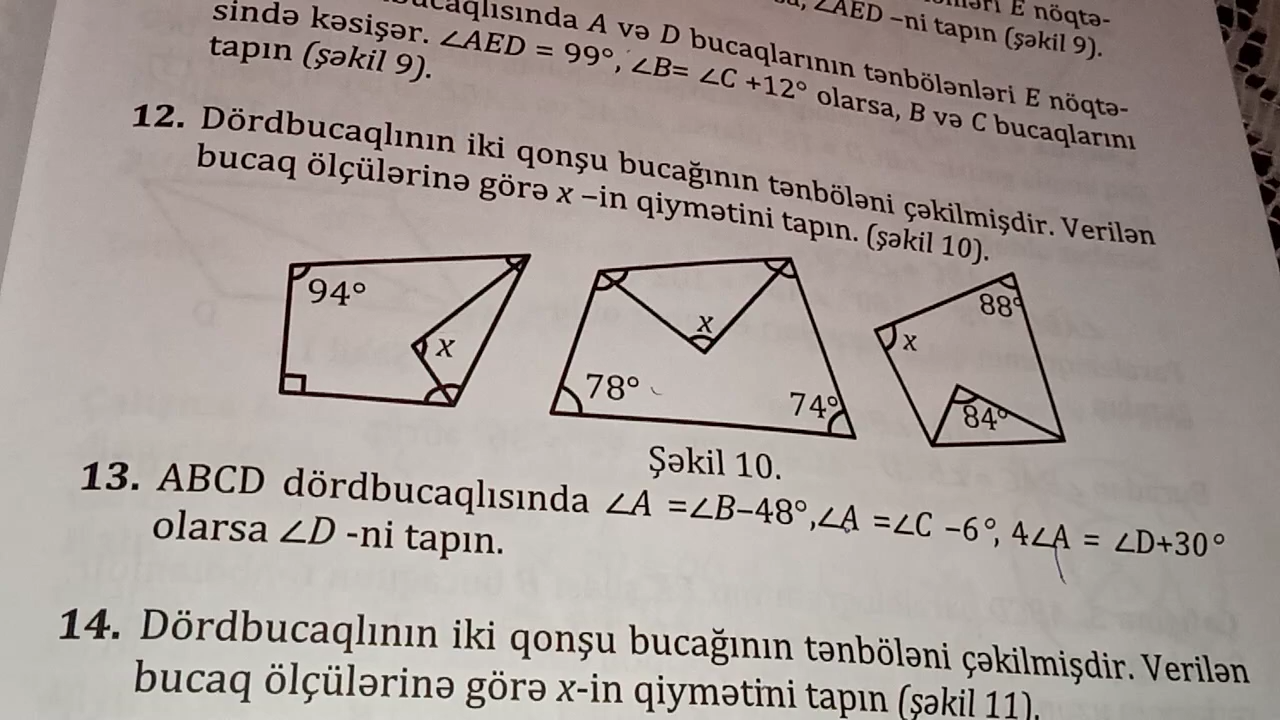 ∠AED –ni tapın (şəkil 9).
E nöqtə-
A və D bucaqlarının tənbölənləri E nöqtə-
sində kəsişər. ∠AED = 99°, ∠B= ∠C +12° olarsa, B və C bucaqlarını
tapın (şəkil 9).
12. Dördbucaqlının iki qonşu bucağının tənböləni çəkilmişdir. Verilən
bucaq ölçülərinə görə x –in qiymətini tapın. (şəkil 10).
94°
x
x
78°
74°
88°
x
84°
Şəkil 10.
13. ABCD dördbucaqlısında ∠A =∠B–48°,∠A =∠C –6°, 4∠A = ∠D+30°
olarsa ∠D -ni tapın.
14. Dördbucaqlının iki qonşu bucağının tənböləni çəkilmişdir. Verilən
bucaq ölçülərinə görə x-in qiymətini tapın (şəkil 11).